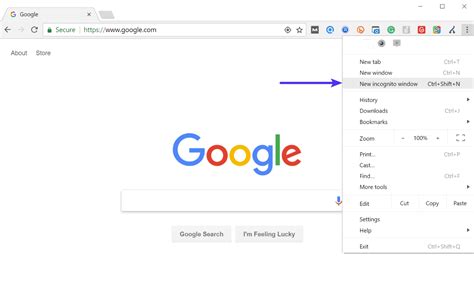 Google
Secure
https://www.google.com
About Store
New tab Ctrl+T
New window Ctrl+N
New incognito window Ctrl+Shift+N
History
Downloads Ctrl+J
Bookmarks
Zoom − 100% +
Print... Ctrl+P
Cast...
Find... Ctrl+F
More tools
Edit Cut Copy Paste
Settings
Help
Exit Ctrl+Shift+Q
Google
Google Search I'm Feeling Lucky